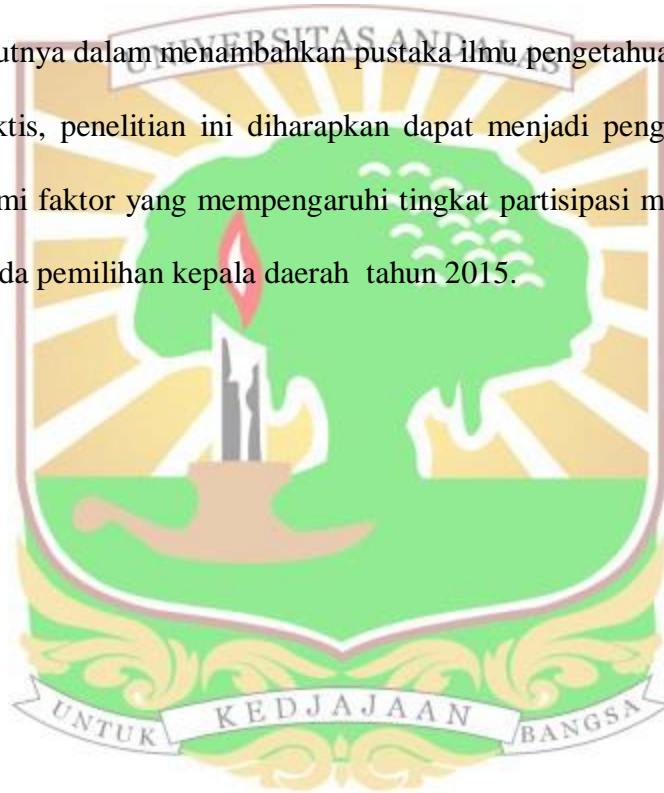 UNIVERSITAS ANDALAS
utnya dalam menambahkan pustaka ilmu pengetahua
ktis, penelitian ini diharapkan dapat menjadi peng
mi faktor yang mempengaruhi tingkat partisipasi m
da pemilihan kepala daerah tahun 2015.
UNTUK KEDJAJAAN BANGSA